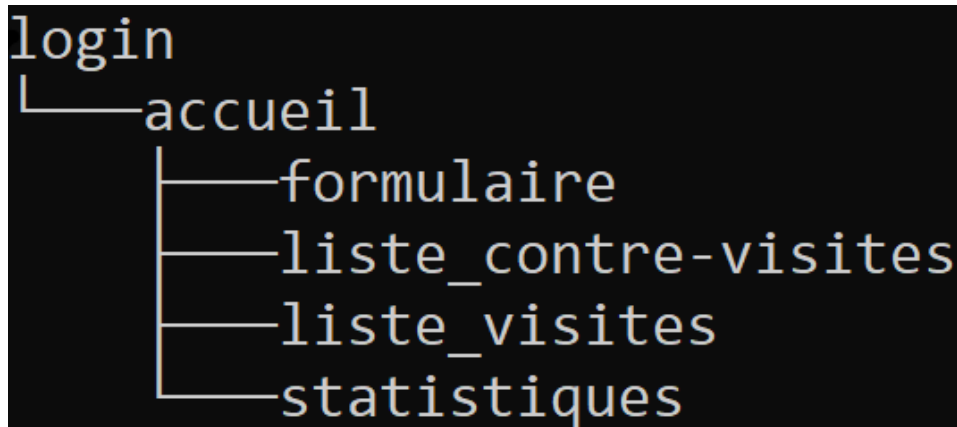 login
└───accueil
    ├───formulaire
    ├───liste_contre-visites
    ├───liste_visites
    └───statistiques